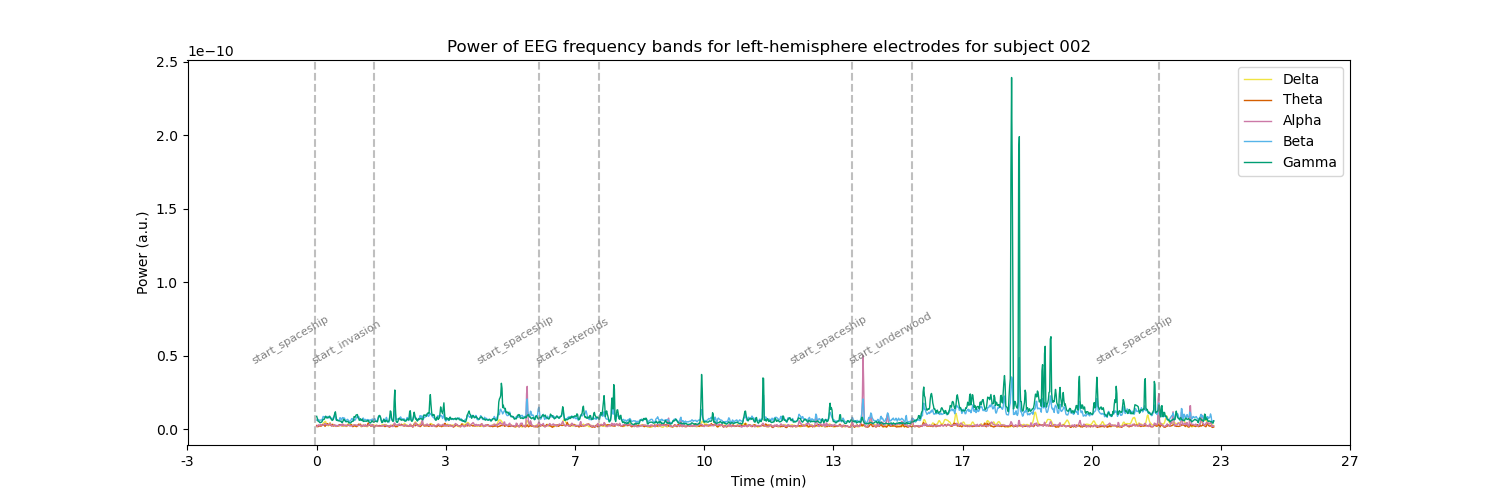 Power of EEG frequency bands for left-hemisphere electrodes for subject 002
1e−10
2.5
2.0
1.5
1.0
0.5
0.0
Power (a.u.)
Delta
Theta
Alpha
Beta
Gamma
start_spaceship
start_invasion
start_spaceship
start_asteroids
start_spaceship
start_underwood
start_spaceship
-3 0 3 7 10 13 17 20 23 27
Time (min)